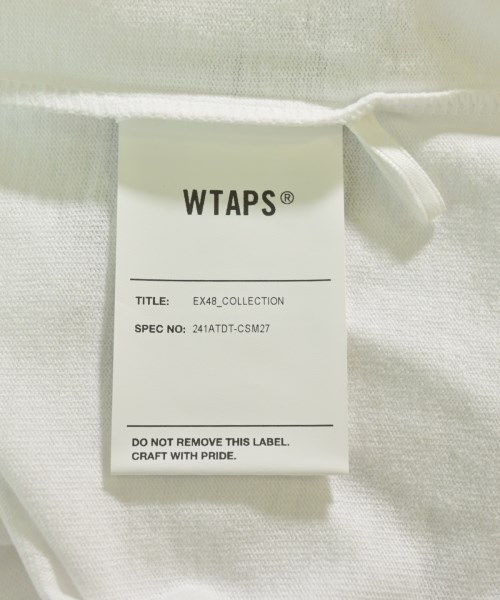 WTAPS®
TITLE: EX48_COLLECTION
SPEC NO: 241ATDT-CSM27
DO NOT REMOVE THIS LABEL.
CRAFT WITH PRIDE.